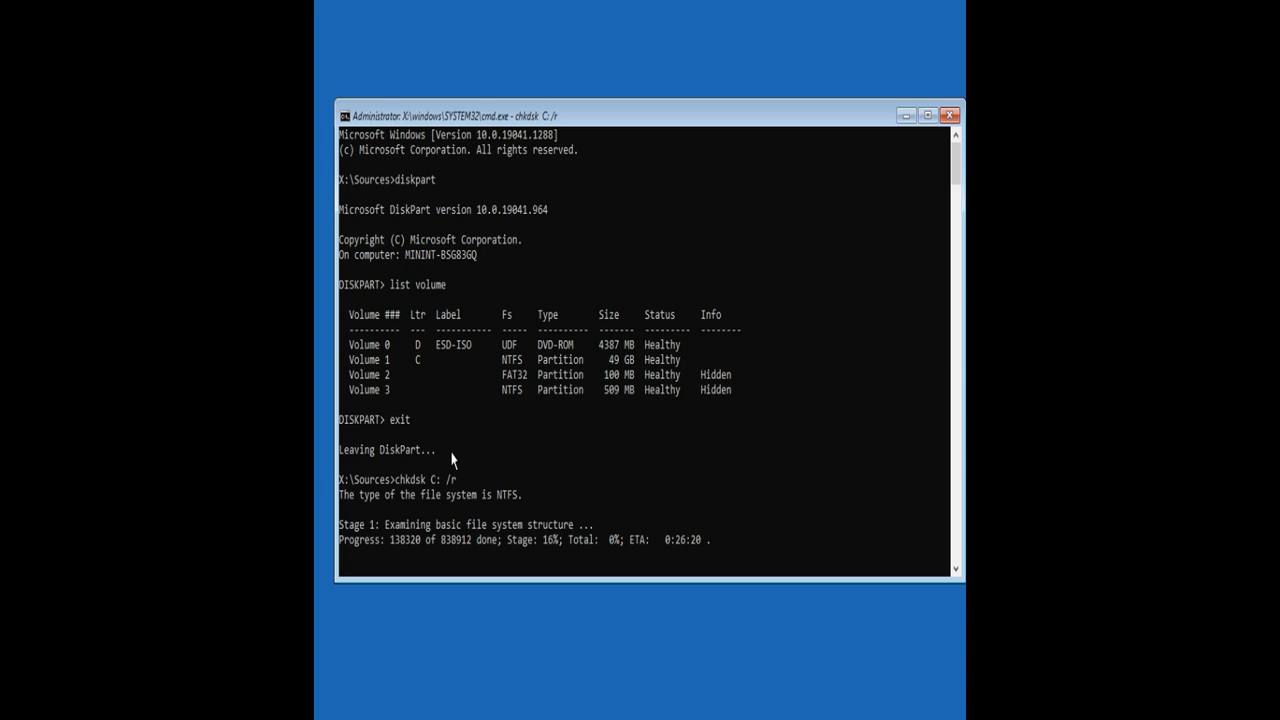 Administrator: X:\windows\SYSTEM32\cmd.exe - chkdsk C: /r
Microsoft Windows [Version 10.0.19041.1288]
(c) Microsoft Corporation. All rights reserved.
X:\Sources>diskpart
Microsoft DiskPart version 10.0.19041.964
Copyright (C) Microsoft Corporation.
On computer: MININT-BSG83GQ
DISKPART> list volume
Volume ### Ltr Label Fs Type Size Status Info
---------- --- ----------- ----- ---------- ------- --------- --------
Volume 0 D ESD-ISO UDF DVD-ROM 4387 MB Healthy
Volume 1 C NTFS Partition 49 GB Healthy
Volume 2 FAT32 Partition 100 MB Healthy Hidden
Volume 3 NTFS Partition 509 MB Healthy Hidden
DISKPART> exit
Leaving DiskPart...
X:\Sources>chkdsk C: /r
The type of the file system is NTFS.
Stage 1: Examining basic file system structure ...
Progress: 138320 of 838912 done; Stage: 16%; Total: 0%; ETA: 0:26:20 .